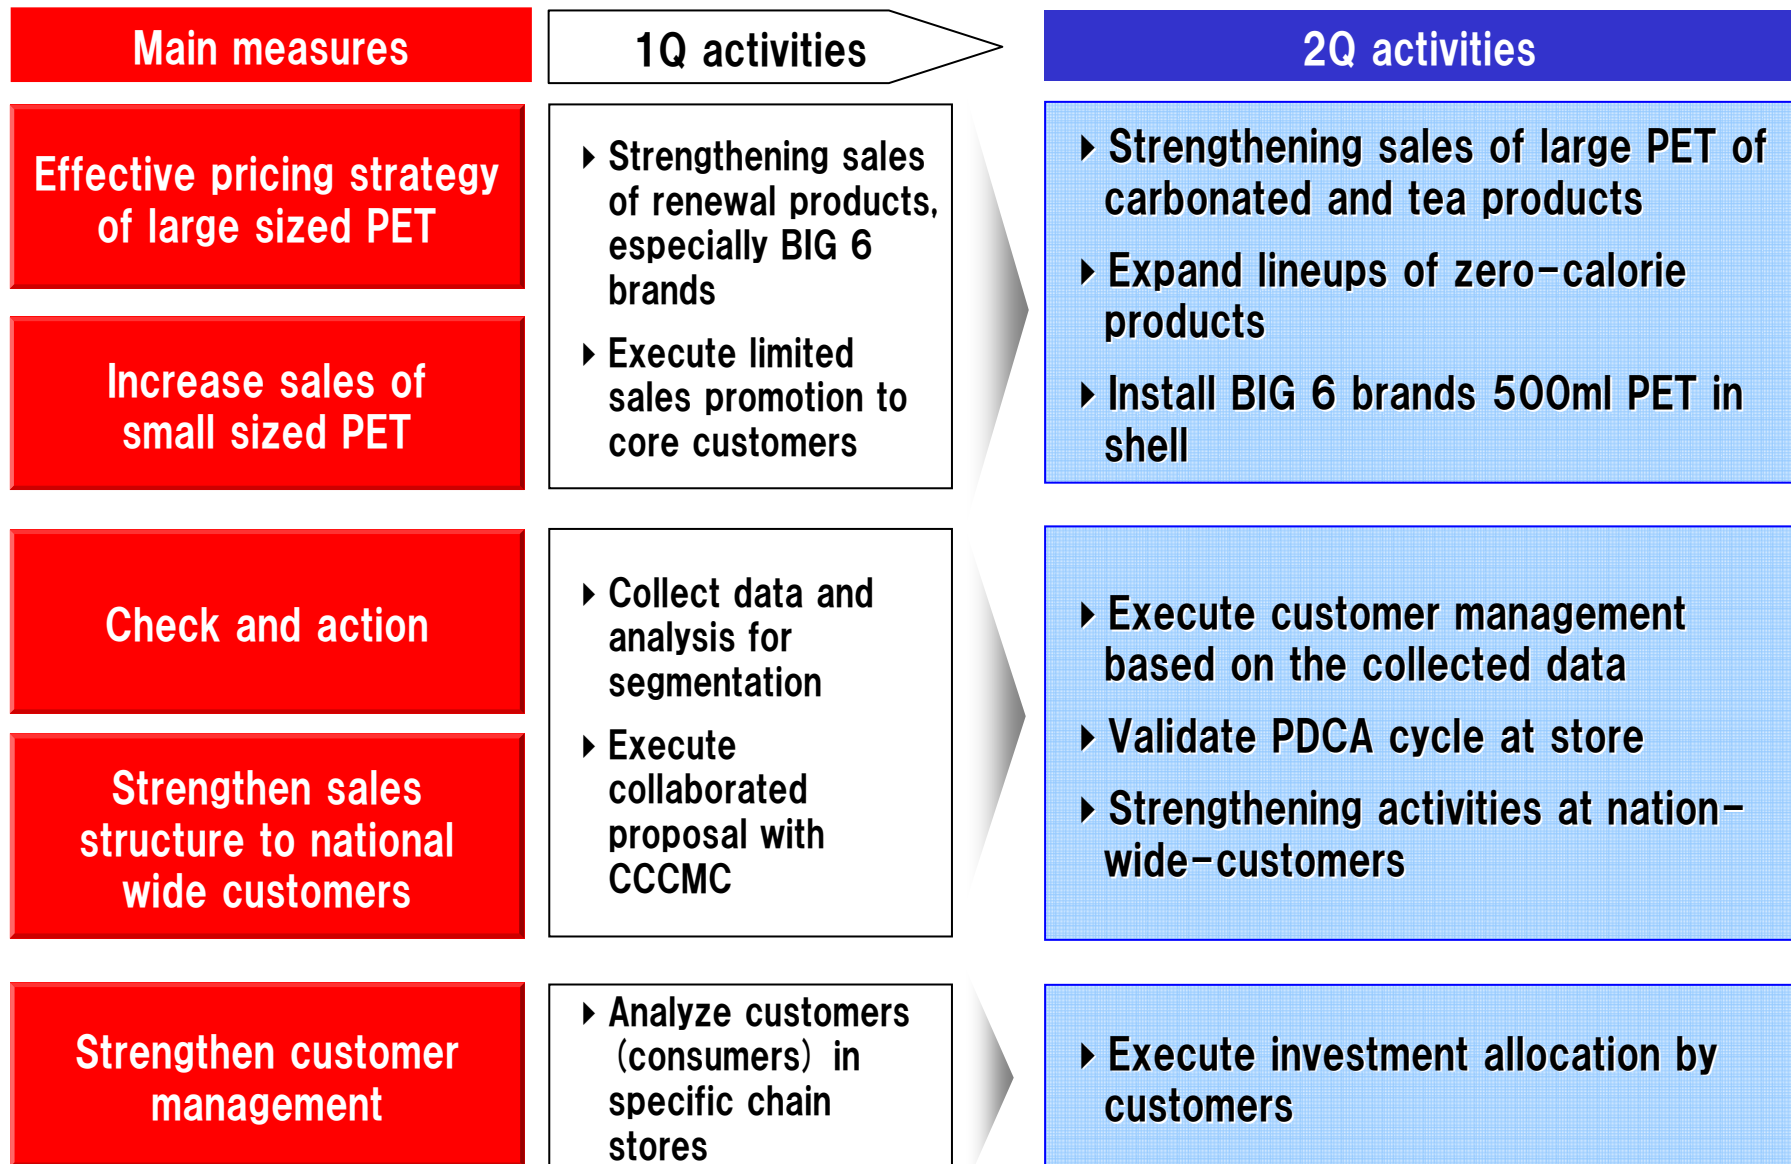 Main measures
1Q activities
2Q activities
Effective pricing strategy
of large sized PET
Increase sales of
small sized PET
▶ Strengthening sales
of renewal products,
especially BIG 6
brands
▶ Execute limited
sales promotion to
core customers
▶ Strengthening sales of large PET of
carbonated and tea products
▶ Expand lineups of zero-calorie
products
▶ Install BIG 6 brands 500ml PET in
shell
Check and action
Strengthen sales
structure to national
wide customers
▶ Collect data and
analysis for
segmentation
▶ Execute
collaborated
proposal with
CCCMC
▶ Execute customer management
based on the collected data
▶ Validate PDCA cycle at store
▶ Strengthening activities at nation-
wide-customers
Strengthen customer
management
▶ Analyze customers
(consumers) in
specific chain
stores
▶ Execute investment allocation by
customers